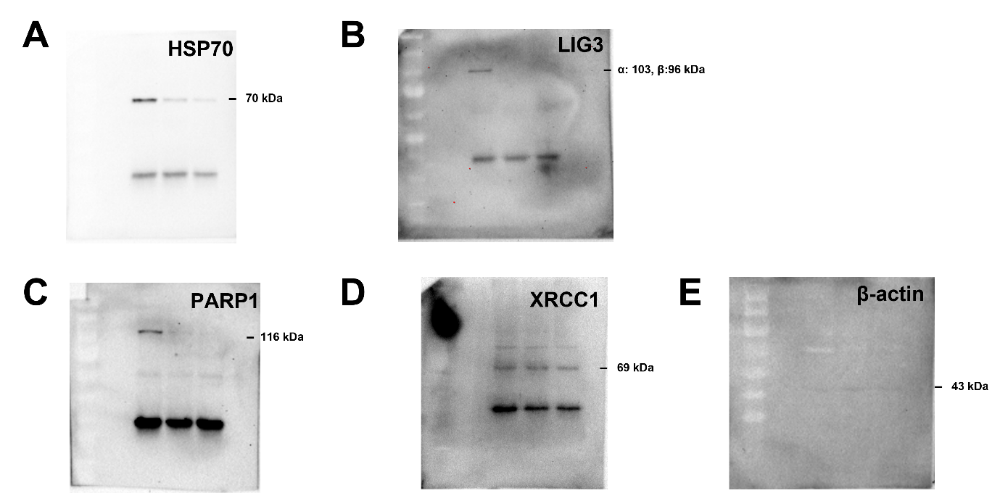 A
HSP70
– 70 kDa
B
LIG3
– α: 103, β:96 kDa
C
PARP1
– 116 kDa
D
XRCC1
– 69 kDa
E
β-actin
– 43 kDa